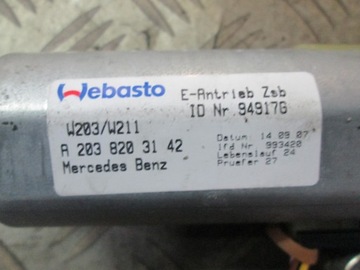 Webasto
E-Antrieb Zsb
ID Nr.94917G
W203/W211
A 203 820 31 42
Mercedes Benz
Datum 14.09.07
lfd Nr 993420
Lebenslauf 24
Pruefer 27